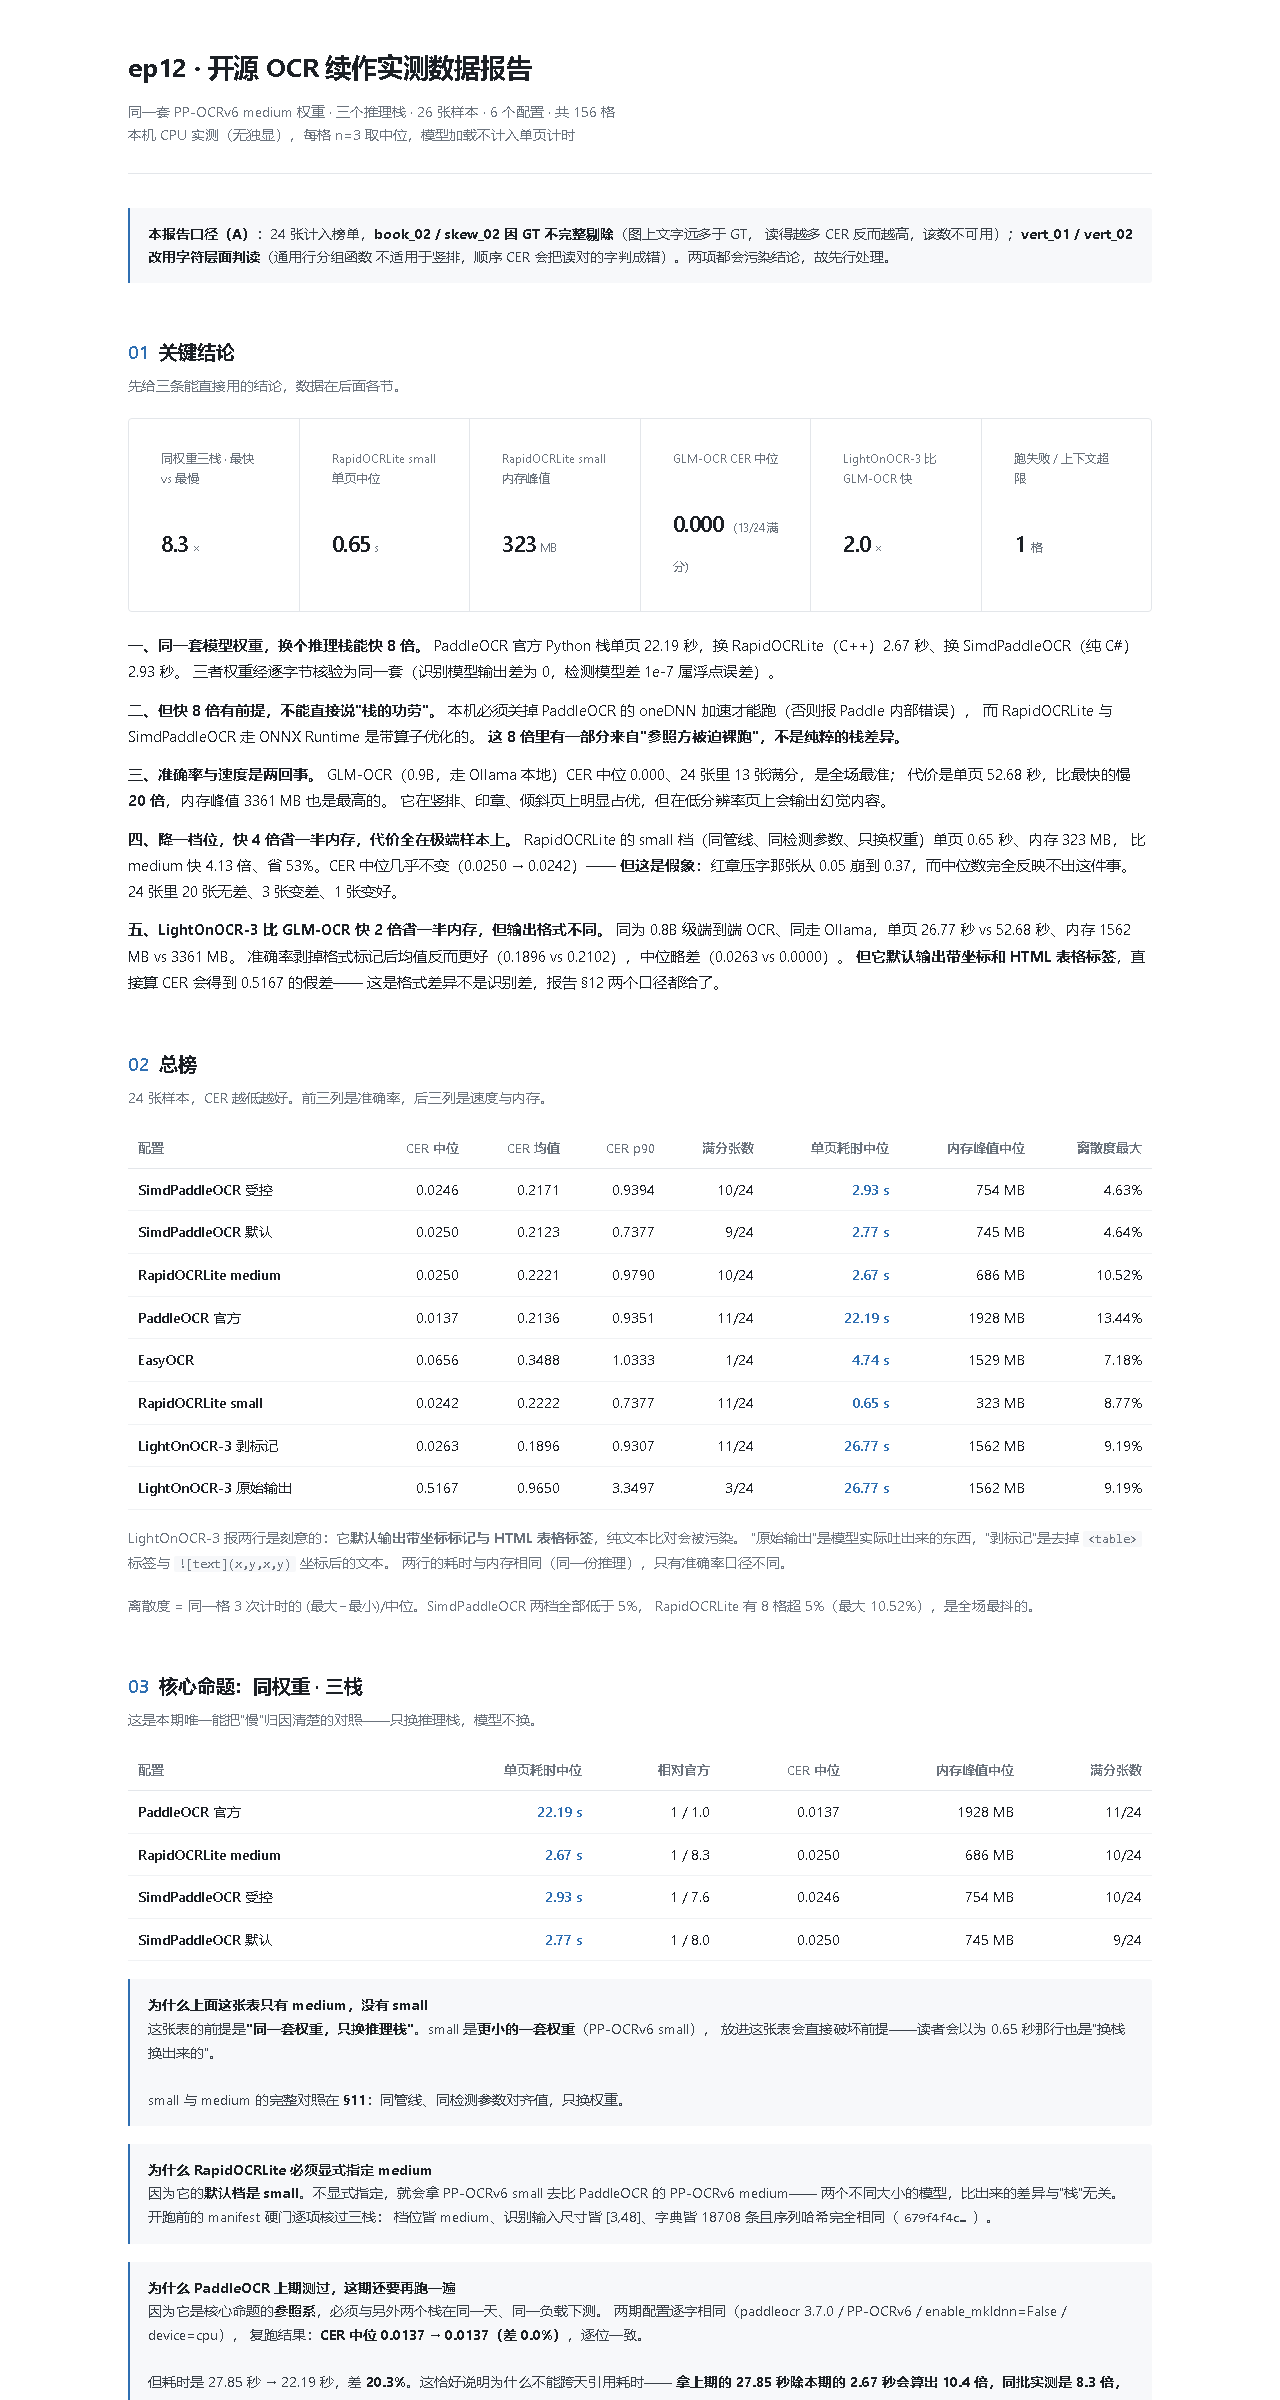 ep12 · 开源 OCR 续作实测数据报告
同一套 PP-OCRv6 medium 权重 · 三个推理栈 · 26 张样本 · 6 个配置 · 共 156 格
本机 CPU 实测（无独显），每格 n=3 取中位，模型加载不计入单页计时
本报告口径（A）：24 张计入榜单，book_02 / skew_02 因 GT 不完整剔除（图上文字远多于 GT， 读得越多 CER 反而越高，该数不可用）；vert_01 / vert_02
改用字符层面判读（通用行分组函数 不适用于竖排，顺序 CER 会把读对的字判成错）。两项都会污染结论，故先行处理。
01 关键结论
先给三条能直接用的结论，数据在后面各节。
同权重三栈 · 最快
vs 最慢
8.3 ×
RapidOCRLite small
单页中位
0.65 s
RapidOCRLite small
内存峰值
323 MB
GLM-OCR CER 中位
0.000 （13/24满
分）
LightOnOCR-3 比
GLM-OCR 快
2.0 ×
跑失败 / 上下文超
限
1 格
一、同一套模型权重，换个推理栈能快 8 倍。 PaddleOCR 官方 Python 栈单页 22.19 秒，换 RapidOCRLite（C++）2.67 秒、换 SimdPaddleOCR（纯 C#）
2.93 秒。 三者权重经逐字节核验为同一套（识别模型输出差为 0，检测模型差 1e-7 属浮点误差）。
二、但快 8 倍有前提，不能直接说"栈的功劳"。 本机必须关掉 PaddleOCR 的 oneDNN 加速才能跑（否则报 Paddle 内部错误）， 而 RapidOCRLite 与
SimdPaddleOCR 走 ONNX Runtime 是带算子优化的。 这 8 倍里有一部分来自"参照方被迫裸跑"，不是纯粹的栈差异。
三、准确率与速度是两回事。 GLM-OCR（0.9B，走 Ollama 本地）CER 中位 0.000、24 张里 13 张满分，是全场最准； 代价是单页 52.68 秒，比最快的慢
20 倍，内存峰值 3361 MB 也是最高的。 它在竖排、印章、倾斜页上明显占优，但在低分辨率页上会输出幻觉内容。
四、降一档位，快 4 倍省一半内存，代价全在极端样本上。 RapidOCRLite 的 small 档（同管线、同检测参数、只换权重）单页 0.65 秒、内存 323 MB， 比
medium 快 4.13 倍、省 53%。CER 中位几乎不变（0.0250 → 0.0242）—— 但这是假象：红章压字那张从 0.05 崩到 0.37，而中位数完全反映不出这件事。
24 张里 20 张无差、3 张变差、1 张变好。
五、LightOnOCR-3 比 GLM-OCR 快 2 倍省一半内存，但输出格式不同。 同为 0.8B 级端到端 OCR、同走 Ollama，单页 26.77 秒 vs 52.68 秒、内存 1562
MB vs 3361 MB。 准确率剥掉格式标记后均值反而更好（0.1896 vs 0.2102），中位略差（0.0263 vs 0.0000）。 但它默认输出带坐标和 HTML 表格标签，直
接算 CER 会得到 0.5167 的假差—— 这是格式差异不是识别差，报告 §12 两个口径都给了。
02 总榜
24 张样本，CER 越低越好。前三列是准确率，后三列是速度与内存。
配置 CER 中位 CER 均值 CER p90 满分张数 单页耗时中位 内存峰值中位 离散度最大
SimdPaddleOCR 受控 0.0246 0.2171 0.9394 10/24 2.93 s 754 MB 4.63%
SimdPaddleOCR 默认 0.0250 0.2123 0.7377 9/24 2.77 s 745 MB 4.64%
RapidOCRLite medium 0.0250 0.2221 0.9790 10/24 2.67 s 686 MB 10.52%
PaddleOCR 官方 0.0137 0.2136 0.9351 11/24 22.19 s 1928 MB 13.44%
EasyOCR 0.0656 0.3488 1.0333 1/24 4.74 s 1529 MB 7.18%
RapidOCRLite small 0.0242 0.2222 0.7377 11/24 0.65 s 323 MB 8.77%
LightOnOCR-3 剥标记 0.0263 0.1896 0.9307 11/24 26.77 s 1562 MB 9.19%
LightOnOCR-3 原始输出 0.5167 0.9650 3.3497 3/24 26.77 s 1562 MB 9.19%
LightOnOCR-3 报两行是刻意的：它默认输出带坐标标记与 HTML 表格标签，纯文本比对会被污染。 "原始输出"是模型实际吐出来的东西，"剥标记"是去掉 <table>
标签与 ![text](x,y,x,y) 坐标后的文本。 两行的耗时与内存相同（同一份推理），只有准确率口径不同。
离散度 = 同一格 3 次计时的 (最大−最小)/中位。SimdPaddleOCR 两档全部低于 5%， RapidOCRLite 有 8 格超 5%（最大 10.52%），是全场最抖的。
03 核心命题：同权重 · 三栈
这是本期唯一能把"慢"归因清楚的对照——只换推理栈，模型不换。
配置 单页耗时中位 相对官方 CER 中位 内存峰值中位 满分张数
PaddleOCR 官方 22.19 s 1 / 1.0 0.0137 1928 MB 11/24
RapidOCRLite medium 2.67 s 1 / 8.3 0.0250 686 MB 10/24
SimdPaddleOCR 受控 2.93 s 1 / 7.6 0.0246 754 MB 10/24
SimdPaddleOCR 默认 2.77 s 1 / 8.0 0.0250 745 MB 9/24
为什么上面这张表只有 medium，没有 small
这张表的前提是"同一套权重，只换推理栈"。small 是更小的一套权重（PP-OCRv6 small）， 放进这张表会直接破坏前提——读者会以为 0.65 秒那行也是"换栈
换出来的"。
small 与 medium 的完整对照在 §11：同管线、同检测参数对齐值，只换权重。
为什么 RapidOCRLite 必须显式指定 medium
因为它的默认档是 small。不显式指定，就会拿 PP-OCRv6 small 去比 PaddleOCR 的 PP-OCRv6 medium—— 两个不同大小的模型，比出来的差异与"栈"无关。
开跑前的 manifest 硬门逐项核过三栈： 档位皆 medium、识别输入尺寸皆 [3,48]、字典皆 18708 条且序列哈希完全相同（ 679f4f4c… ）。
为什么 PaddleOCR 上期测过，这期还要再跑一遍
因为它是核心命题的参照系，必须与另外两个栈在同一天、同一负载下测。 两期配置逐字相同（paddleocr 3.7.0 / PP-OCRv6 / enable_mkldnn=False /
device=cpu）， 复跑结果：CER 中位 0.0137 → 0.0137（差 0.0%），逐位一致。
但耗时是 27.85 秒 → 22.19 秒，差 20.3%。这恰好说明为什么不能跨天引用耗时—— 拿上期的 27.85 秒除本期的 2.67 秒会算出 10.4 倍，同批实测是 8.3 倍，